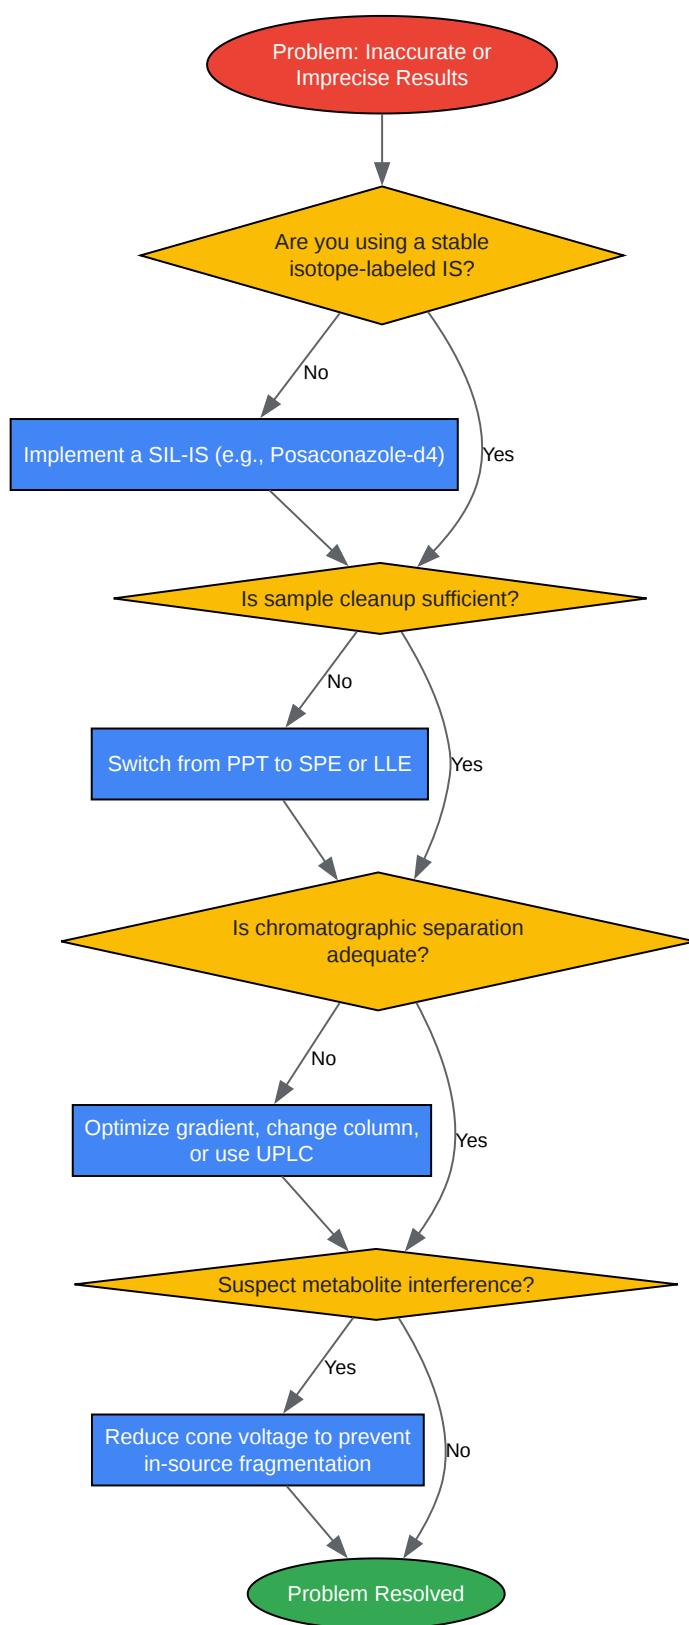 Problem: Inaccurate or
Imprecise Results
Are you using a stable
isotope-labeled IS?
No
Implement a SIL-IS (e.g., Posaconazole-d4)
Yes
Is sample cleanup sufficient?
No
Switch from PPT to SPE or LLE
Yes
Is chromatographic separation
adequate?
No
Optimize gradient, change column,
or use UPLC
Yes
Suspect metabolite interference?
Yes
Reduce cone voltage to prevent
in-source fragmentation
No
Problem Resolved